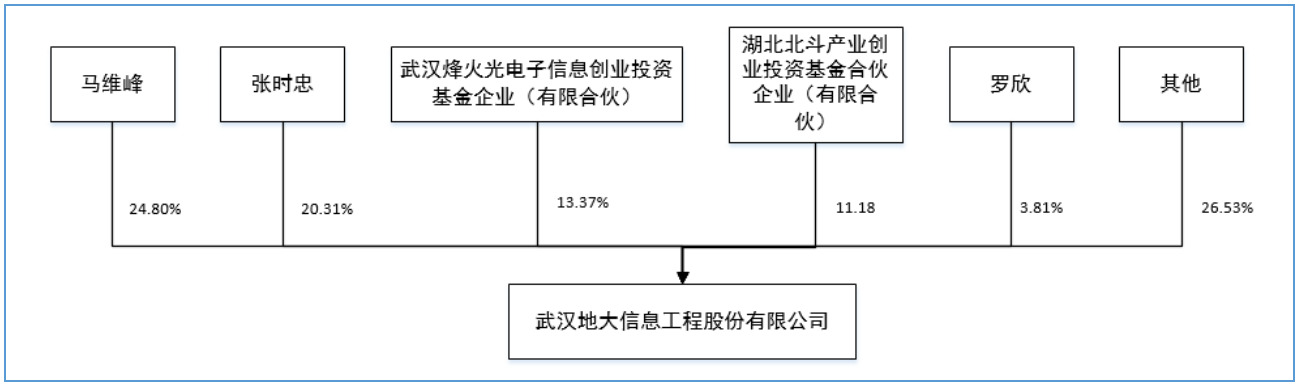 马维峰
张时忠
武汉烽火光电子信息创业投资
基金企业（有限合伙）
湖北北斗产业创
业投资基金合伙
企业（有限合
伙）
罗欣
其他
24.80%
20.31%
13.37%
11.18
3.81%
26.53%
武汉地大信息工程股份有限公司